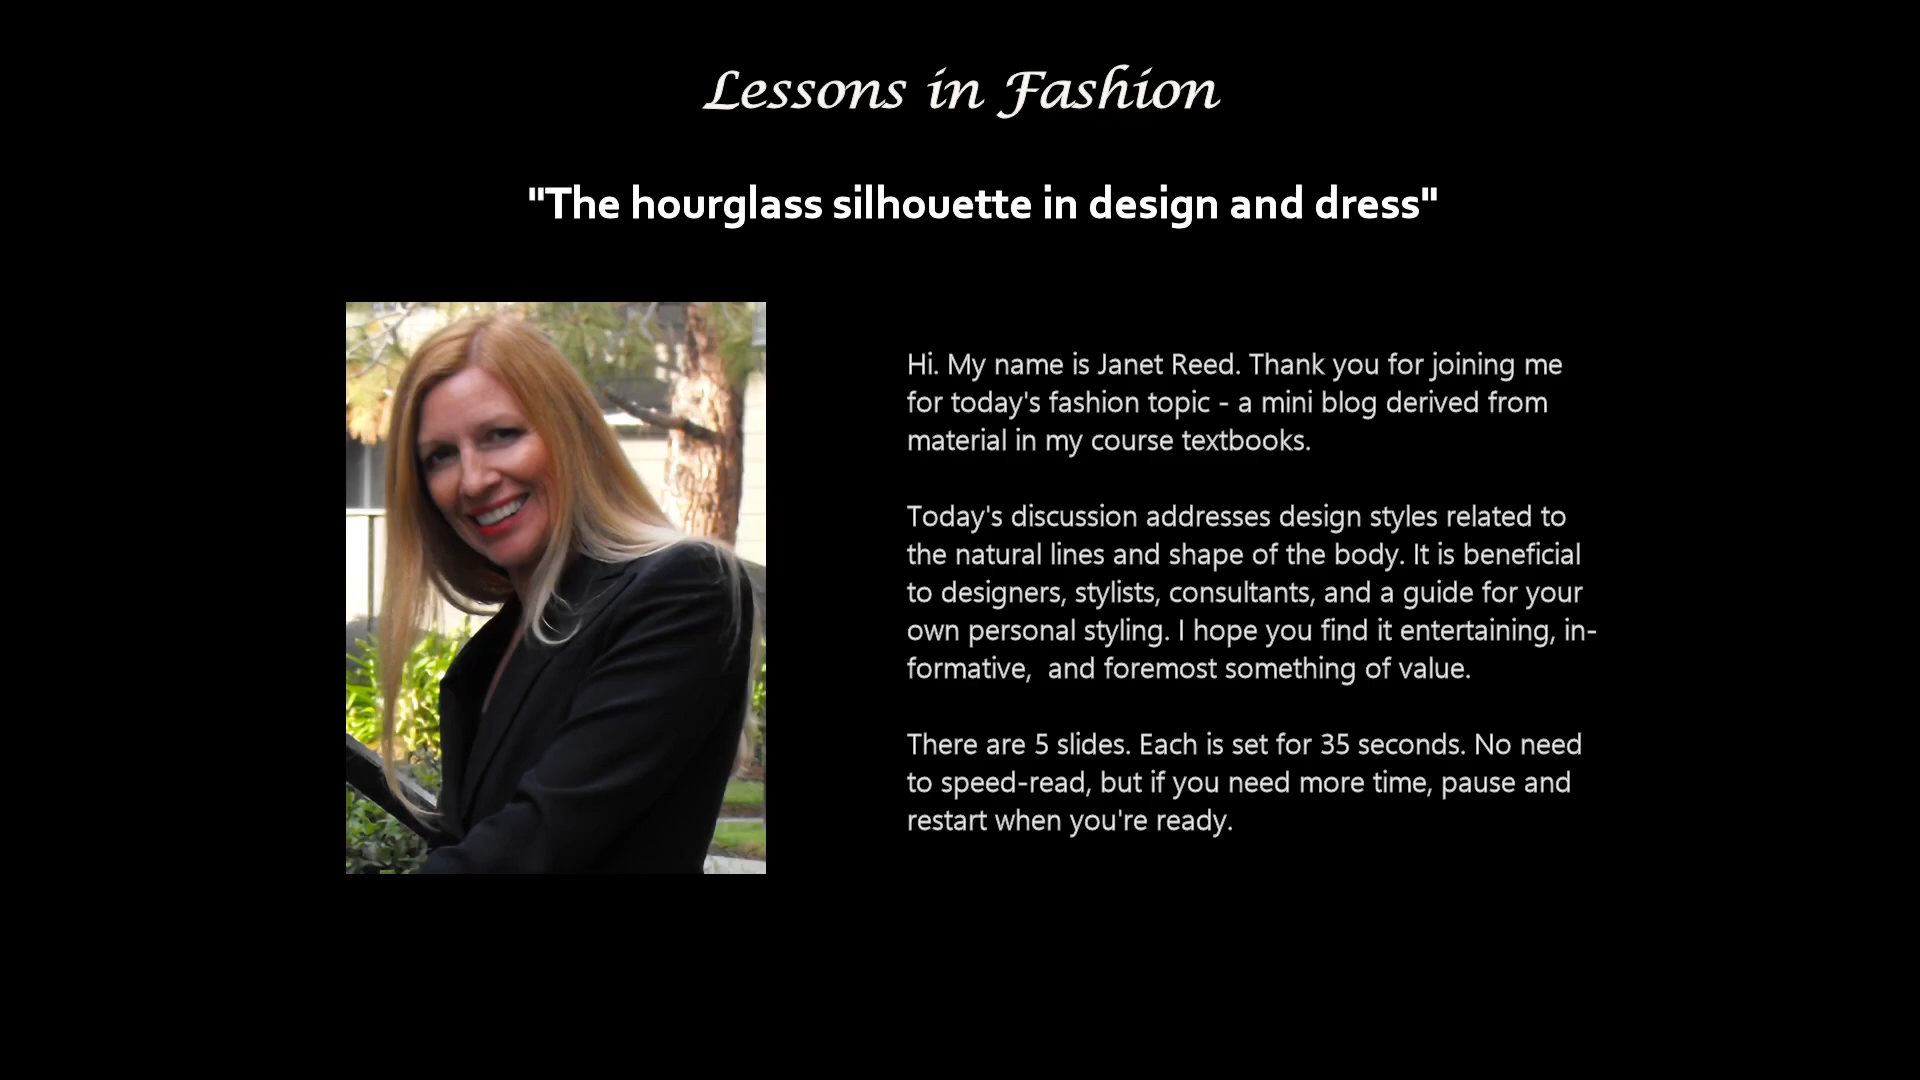 Lessons in Fashion
"The hourglass silhouette in design and dress"
Hi. My name is Janet Reed. Thank you for joining me
for today's fashion topic - a mini blog derived from
material in my course textbooks.
Today's discussion addresses design styles related to
the natural lines and shape of the body. It is beneficial
to designers, stylists, consultants, and a guide for your
own personal styling. I hope you find it entertaining, in-
formative,  and foremost something of value.
There are 5 slides. Each is set for 35 seconds. No need
to speed-read, but if you need more time, pause and
restart when you're ready.